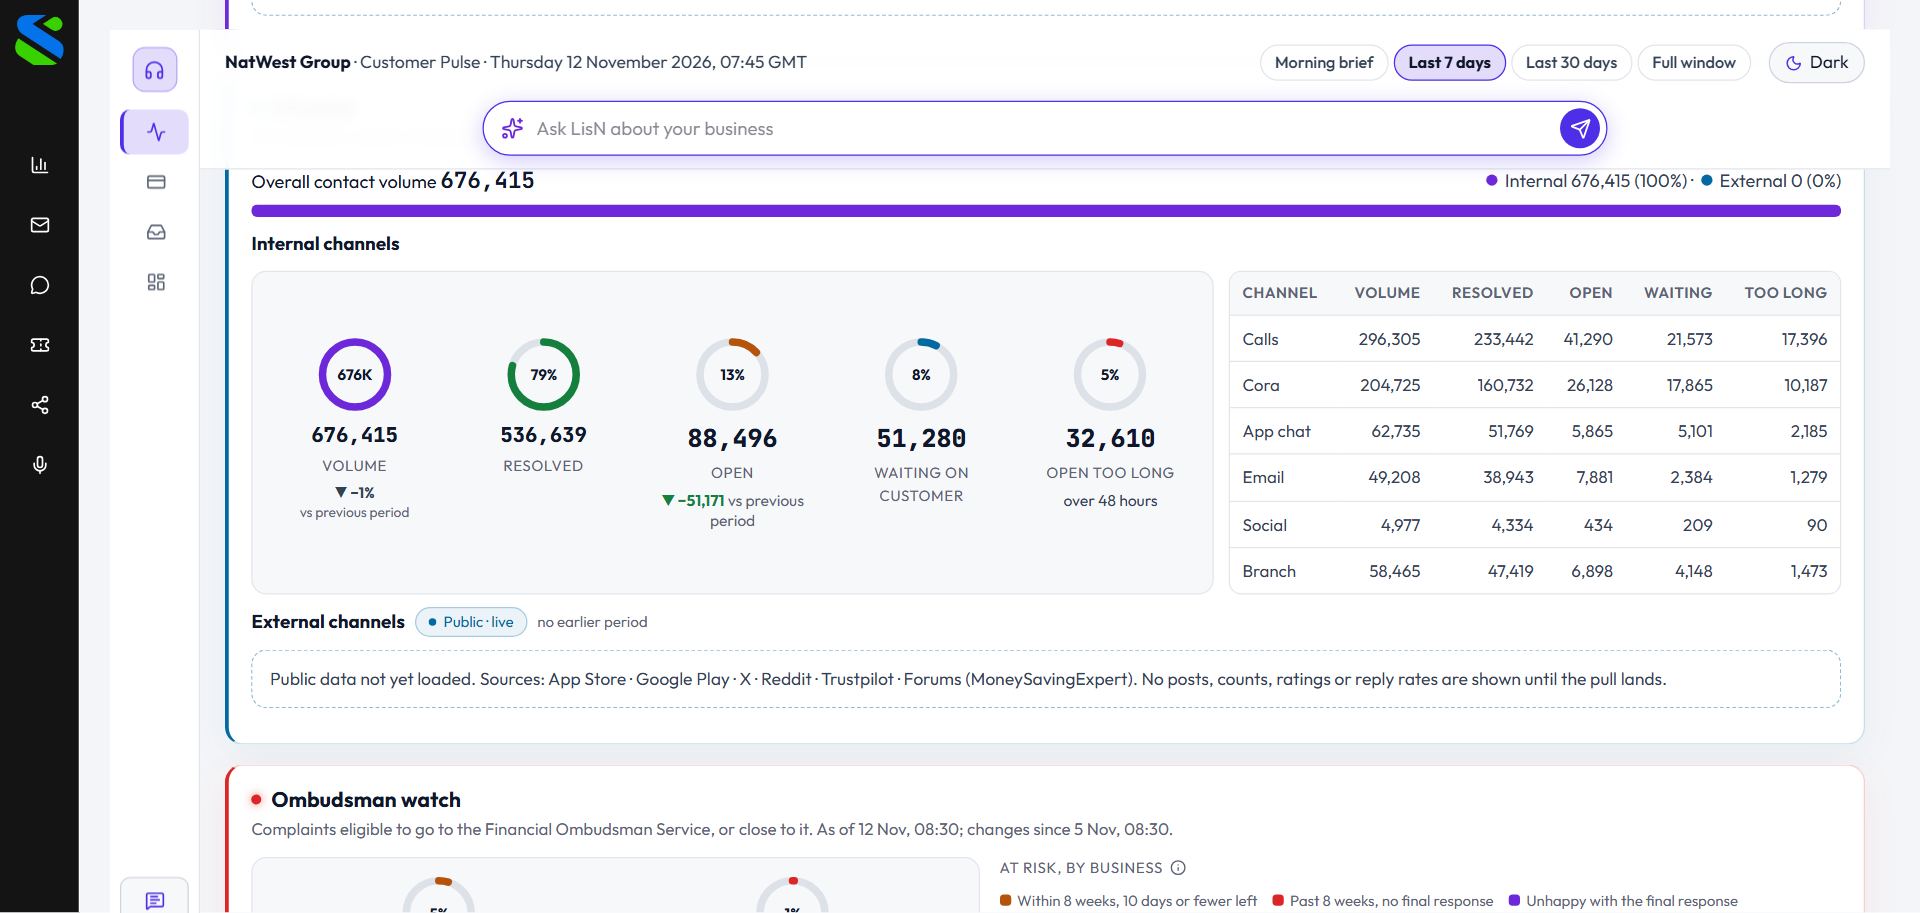 NatWest Group · Customer Pulse · Thursday 12 November 2026, 07:45 GMT
Morning brief
Last 7 days
Last 30 days
Full window
Dark
Ask LisN about your business
Overall contact volume 676,415
Internal 676,415 (100%) · External 0 (0%)
Internal channels
676K
79%
13%
8%
5%
676,415
536,639
88,496
51,280
32,610
VOLUME
RESOLVED
OPEN
WAITING ON
CUSTOMER
OPEN TOO LONG
▼ −1%
vs previous period
▼ −51,171 vs previous
period
over 48 hours
CHANNEL VOLUME RESOLVED OPEN WAITING TOO LONG
Calls 296,305 233,442 41,290 21,573 17,396
Cora 204,725 160,732 26,128 17,865 10,187
App chat 62,735 51,769 5,865 5,101 2,185
Email 49,208 38,943 7,881 2,384 1,279
Social 4,977 4,334 434 209 90
Branch 58,465 47,419 6,898 4,148 1,473
External channels
Public · live
no earlier period
Public data not yet loaded. Sources: App Store · Google Play · X · Reddit · Trustpilot · Forums (MoneySavingExpert). No posts, counts, ratings or reply rates are shown until the pull lands.
Ombudsman watch
Complaints eligible to go to the Financial Ombudsman Service, or close to it. As of 12 Nov, 08:30; changes since 5 Nov, 08:30.
AT RISK, BY BUSINESS
Within 8 weeks, 10 days or fewer left
Past 8 weeks, no final response
Unhappy with the final response